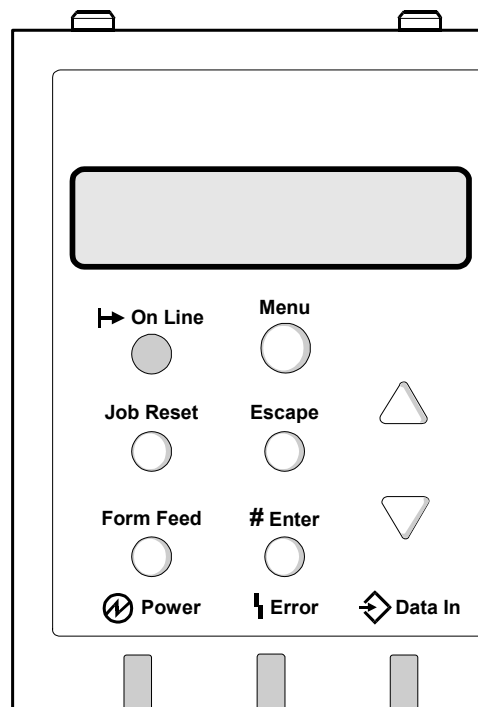 On Line
Menu
Job Reset
Escape
Form Feed
# Enter
Power
Error
Data In